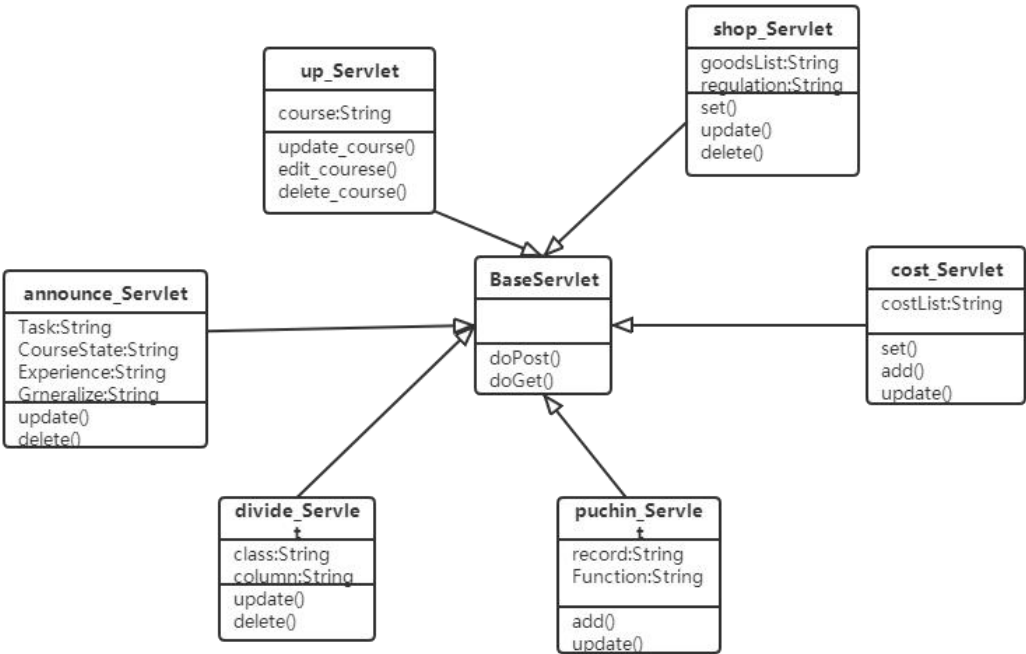 shop_Servlet
goodsList:String
regulation:String
set()
update()
delete()
up_Servlet
course:String
update_course()
edit_courese()
delete_course()
BaseServlet
doPost()
doGet()
cost_Servlet
costList:String
set()
add()
update()
announce_Servlet
Task:String
CourseState:String
Experience:String
Grneralize:String
update()
delete()
divide_Servle
t
class:String
column:String
update()
delete()
puchin_Servle
t
record:String
Function:String
add()
update()